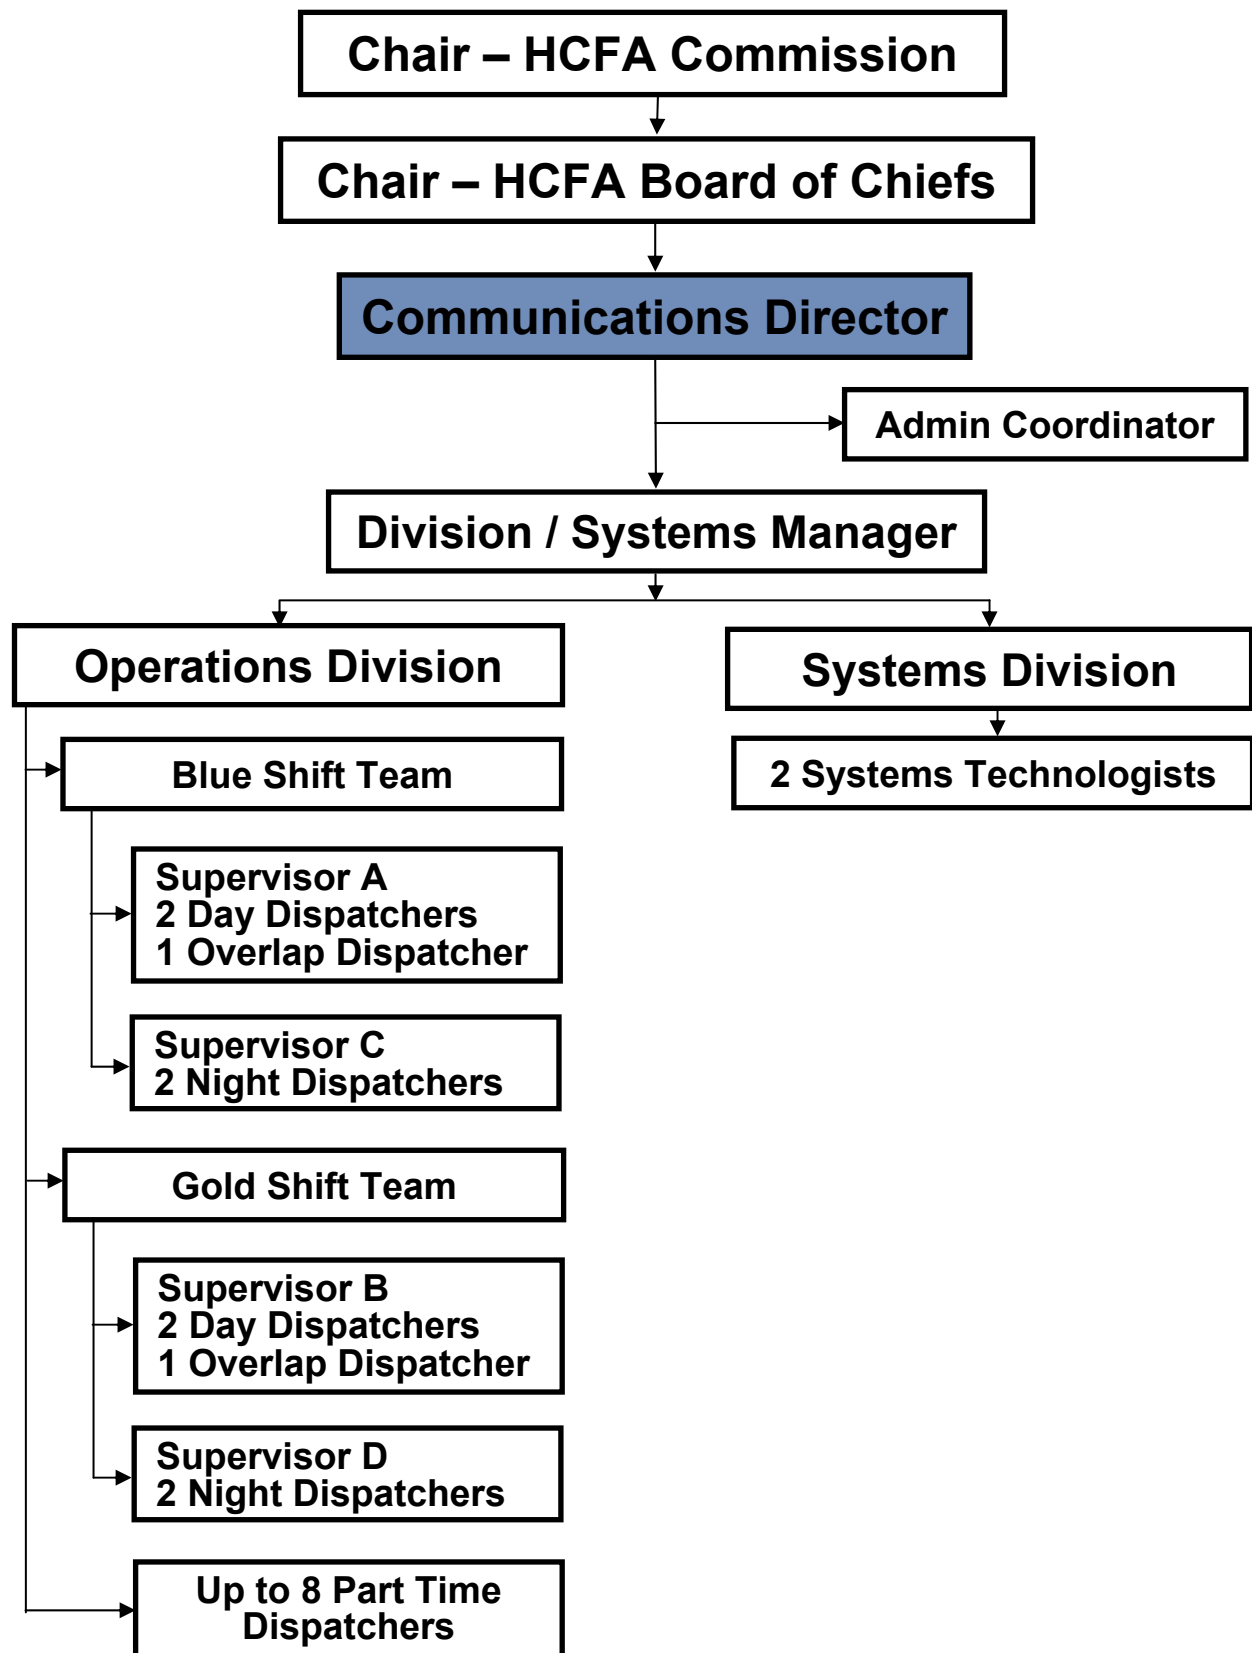 Chair – HCFA Commission
Chair – HCFA Board of Chiefs
Communications Director
Admin Coordinator
Division / Systems Manager
Operations Division
Systems Division
Blue Shift Team
2 Systems Technologists
Supervisor A
2 Day Dispatchers
1 Overlap Dispatcher
Supervisor C
2 Night Dispatchers
Gold Shift Team
Supervisor B
2 Day Dispatchers
1 Overlap Dispatcher
Supervisor D
2 Night Dispatchers
Up to 8 Part Time
Dispatchers